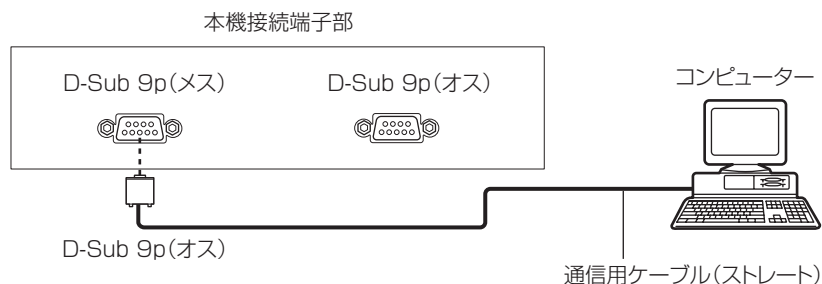 本機接続端子部
D-Sub 9p(メス)
D-Sub 9p(オス)
コンピューター
D-Sub 9p(オス)
通信用ケーブル(ストレート)